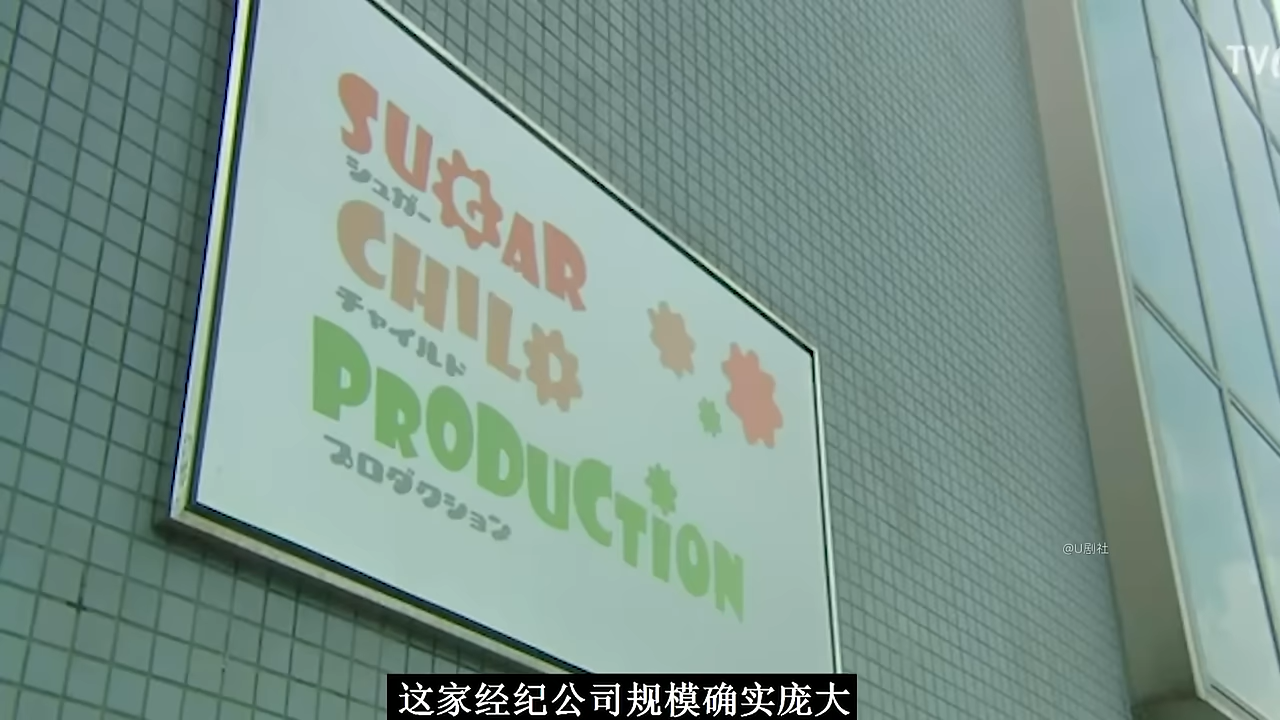 SUGAR
シュガー
CHILD
チャイルド
PRODUCTION
プロダクション
TV
@U剧社
这家经纪公司规模确实庞大